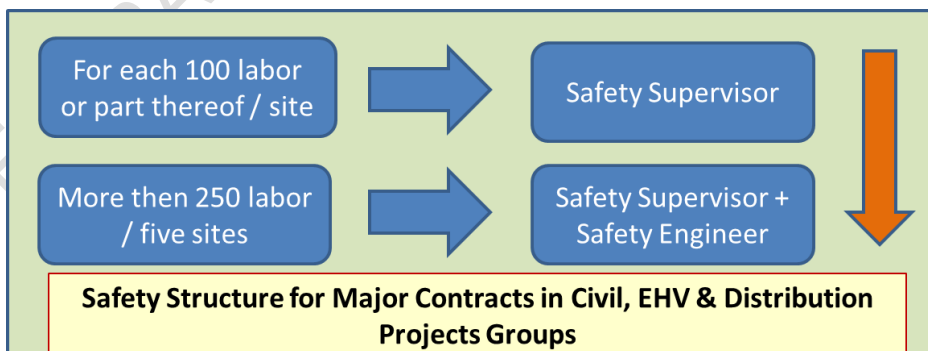 For each 100 labor
or part thereof / site
Safety Supervisor
More then 250 labor
/ five sites
Safety Supervisor +
Safety Engineer
Safety Structure for Major Contracts in Civil, EHV & Distribution
Projects Groups